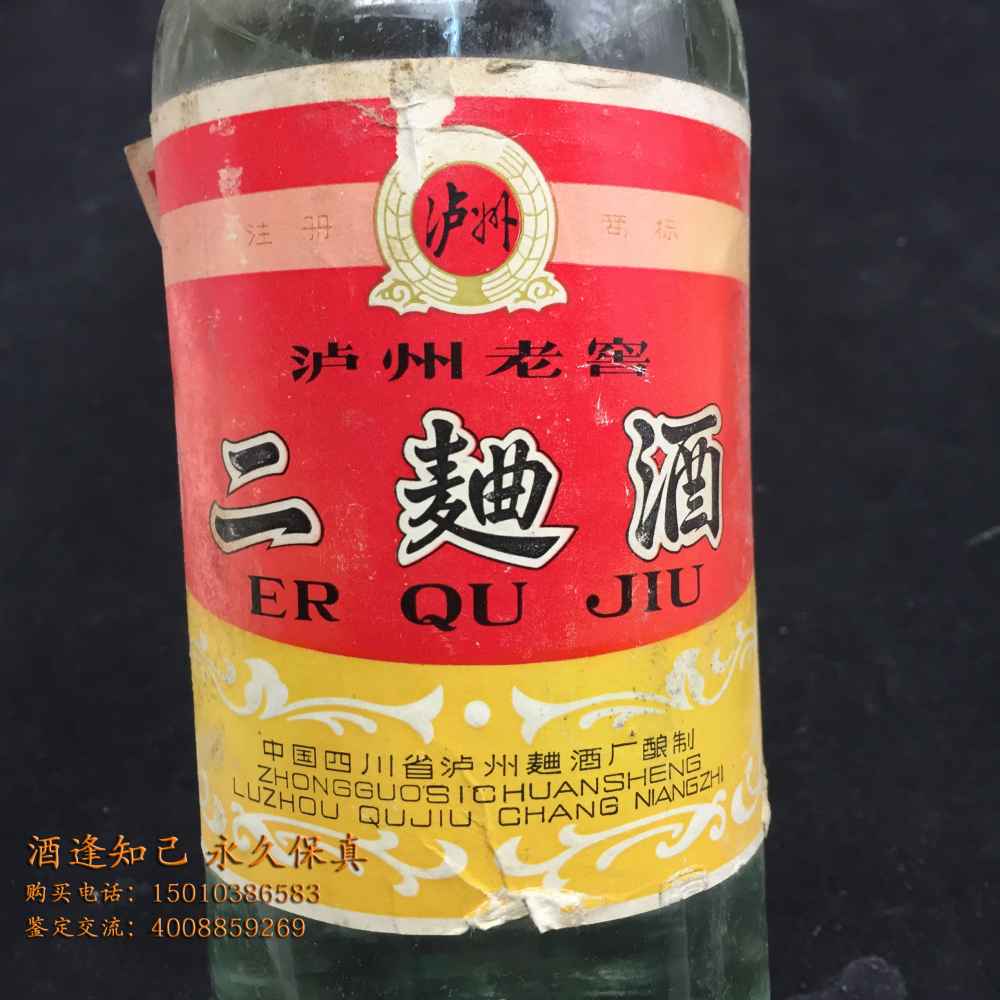 泸州
注册 商标
泸州老窖
二麯酒
ER QU JIU
中国四川省泸州麯酒厂酿制
ZHONGGUOSICHUANSHENG
LUZHOU QUJIU CHANG NIANGZHI
酒逢知己 永久保真
购买电话：15010386583
鉴定交流：4008859269